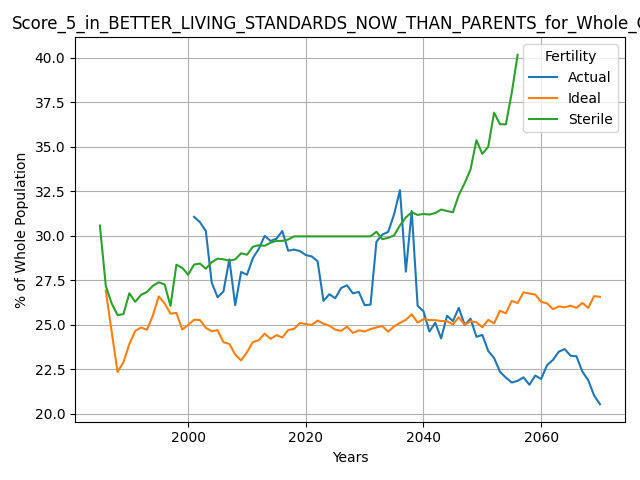 Score_5_in_BETTER_LIVING_STANDARDS_NOW_THAN_PARENTS_for_Whole_
% of Whole Population
40.0
37.5
35.0
32.5
30.0
27.5
25.0
22.5
20.0
Fertility
Actual
Ideal
Sterile
2000
2020
2040
2060
Years